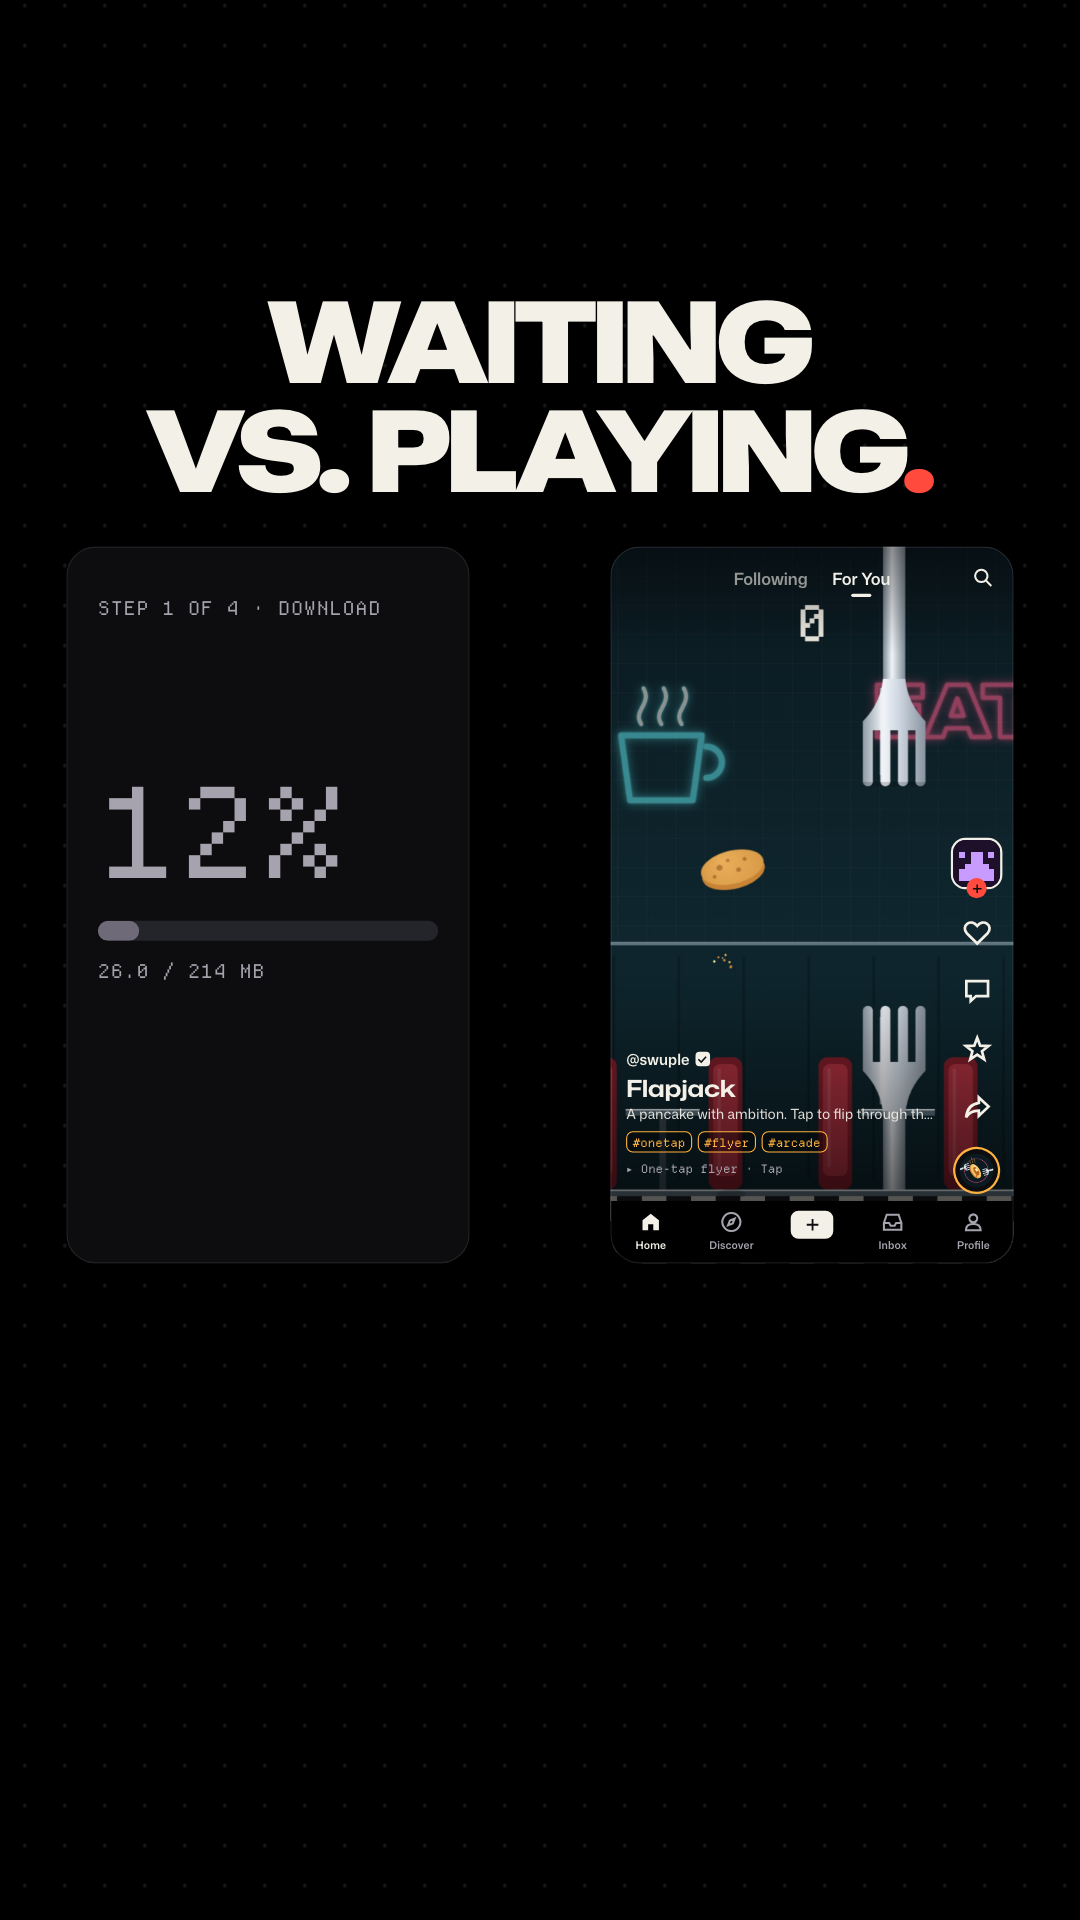 WAITING
VS. PLAYING.
STEP 1 OF 4 · DOWNLOAD
12%
26.0 / 214 MB
Following For You
0
EAT
@swuple
Flapjack
A pancake with ambition. Tap to flip through th...
#onetap #flyer #arcade
▸ One-tap flyer · Tap
Home Discover Inbox Profile